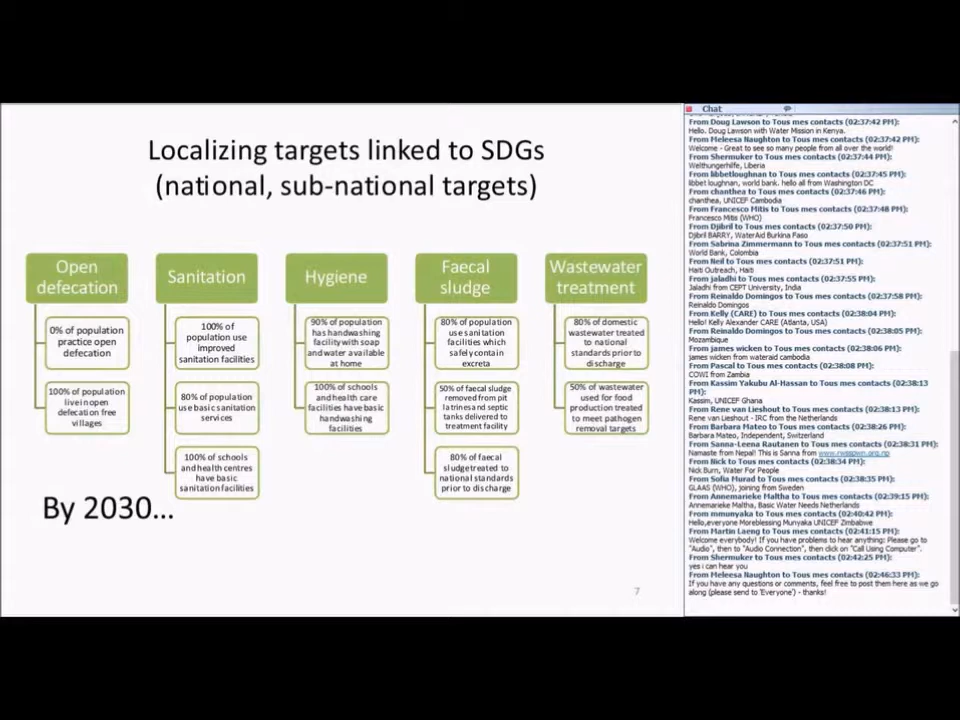 Localizing targets linked to SDGs
(national, sub-national targets)
Open
defecation
0% of population
practice open
defecation
100% of population
live in open
defecation free
villages
Sanitation
100% of
population use
improved
sanitation facilities
80% of population
use basic sanitation
services
100% of schools
and health centres
have basic
sanitation facilities
Hygiene
90% of population
has handwashing
facility with soap
and water available
at home
100% of schools
and health care
facilities have basic
handwashing
facilities
Faecal
sludge
80% of population
use sanitation
facilities which
safely contain
excreta
50% of faecal sludge
removed from pit
latrines and septic
tanks delivered to
treatment facility
80% of faecal
sludge treated to
national standards
prior to discharge
Wastewater
treatment
80% of domestic
wastewater treated
to national
standards prior to
discharge
50% of wastewater
used for food
production treated
to meet pathogen
removal targets
By 2030...
7
Chat
From Doug Lawson to Tous mes contacts (02:37:42 PM):
Hello. Doug Lawson with Water Mission in Kenya.
From Meleesa Naughton to Tous mes contacts (02:37:42 PM):
Welcome - Great to see so many people from all over the world!
From Shermuker to Tous mes contacts (02:37:44 PM):
Welthungerhilfe, Liberia
From libbetloughnan to Tous mes contacts (02:37:45 PM):
libbet loughnan, world bank. hello all from Washington DC
From chanthea to Tous mes contacts (02:37:46 PM):
chanthea, UNICEF Cambodia
From Francesco Mitis to Tous mes contacts (02:37:48 PM):
Francesco Mitis (WHO)
From Djibril to Tous mes contacts (02:37:50 PM):
Djibril BARRY, WaterAid Burkina Faso
From Sabrina Zimmermann to Tous mes contacts (02:37:51 PM):
World Bank, Colombia
From Neil to Tous mes contacts (02:37:51 PM):
Haiti Outreach, Haiti
From jaladhi to Tous mes contacts (02:37:55 PM):
Jaladhi from CEPT University, India
From Reinaldo Domingos to Tous mes contacts (02:37:58 PM):
Reinaldo Domingos
From Kelly (CARE) to Tous mes contacts (02:38:04 PM):
Hello! Kelly Alexander CARE (Atlanta, USA)
From Reinaldo Domingos to Tous mes contacts (02:38:05 PM):
Mozambique
From james wicken to Tous mes contacts (02:38:06 PM):
james wicken from wateraid cambodia
From Pascal to Tous mes contacts (02:38:08 PM):
COWI from Zambia
From Kassim Yakubu Al-Hassan to Tous mes contacts (02:38:13
PM):
Kassim, UNICEF Ghana
From Rene van Lieshout to Tous mes contacts (02:38:13 PM):
Rene van Lieshout - IRC from the Netherlands
From Barbara Mateo to Tous mes contacts (02:38:26 PM):
Barbara Mateo, Independent, Switzerland
From Sanna-Leena Rautanen to Tous mes contacts (02:38:31 PM):
Namaste from Nepal! This is Sanna from
From Nick to Tous mes contacts (02:38:34 PM):
Nick Burn, Water For People
From Sofia Murad to Tous mes contacts (02:38:35 PM):
GLAAS (WHO), joining from Sweden
From Annemarieke Maltha to Tous mes contacts (02:39:15 PM):
Annemarieke Maltha, Basic Water Needs Netherlands
From mmunyaka to Tous mes contacts (02:40:42 PM):
Hello,everyone Moreblessing Munyaka UNICEF Zimbabwe
From Martin Laeng to Tous mes contacts (02:41:15 PM):
Welcome everybody! If you have problems to hear anything: Please go to
"Audio", then to "Audio Connection", then click on "Call Using Computer".
From Shermuker to Tous mes contacts (02:42:25 PM):
yes i can hear you
From Meleesa Naughton to Tous mes contacts (02:46:33 PM):
If you have any questions or comments, feel free to post them here as we go
along (please send to 'Everyone') - thanks!